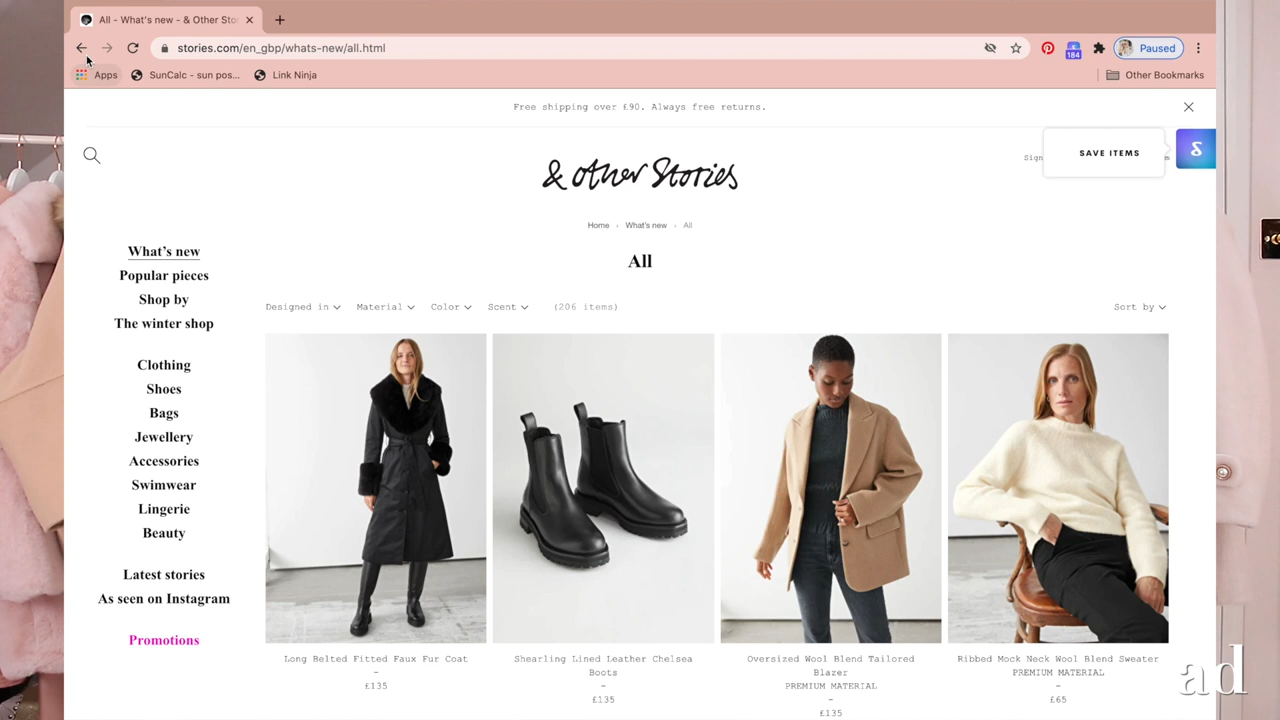 All - What's new - & Other Sto
stories.com/en_gbp/whats-new/all.html
184
Paused
Apps
SunCalc - sun pos...
Link Ninja
Other Bookmarks
Free shipping over £90. Always free returns.
Sign
SAVE ITEMS
& Other Stories
Home › What's new › All
All
What's new
Popular pieces
Shop by
The winter shop
Clothing
Shoes
Bags
Jewellery
Accessories
Swimwear
Lingerie
Beauty
Latest stories
As seen on Instagram
Promotions
Designed in Material Color Scent (206 items) Sort by
Long Belted Fitted Faux Fur Coat
-
£135
Shearling Lined Leather Chelsea
Boots
-
£135
Oversized Wool Blend Tailored
Blazer
PREMIUM MATERIAL
-
£135
Ribbed Mock Neck Wool Blend Sweater
PREMIUM MATERIAL
-
£65
ad